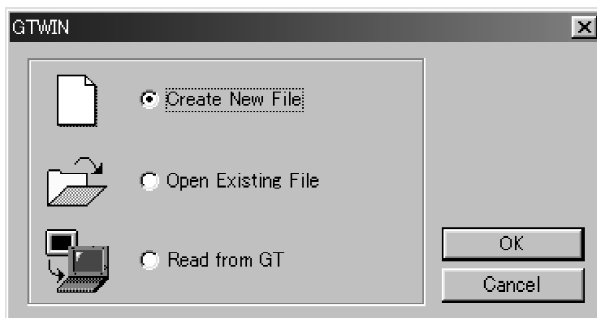 GTWIN
Create New File
Open Existing File
Read from GT
OK
Cancel